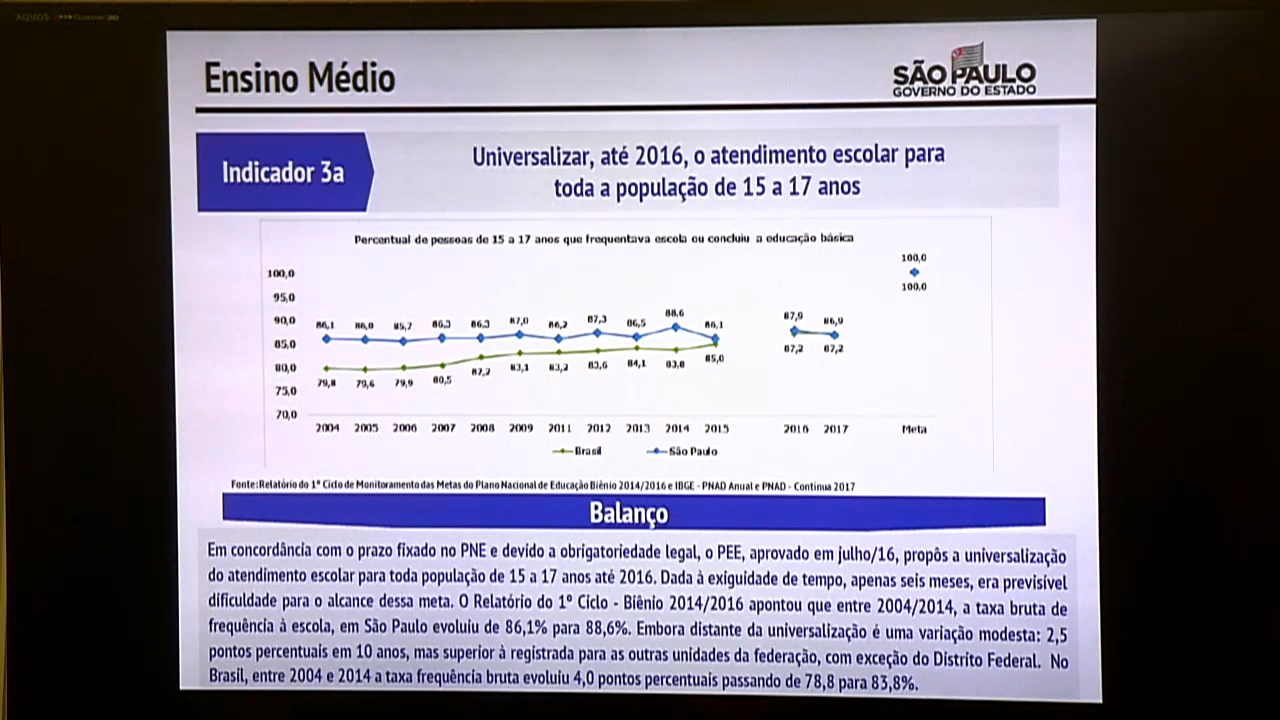 AQUOS
Ensino Médio
SÃO PAULO
GOVERNO DO ESTADO
Indicador 3a
Universalizar, até 2016, o atendimento escolar para
toda a população de 15 a 17 anos
Percentual de pessoas de 15 a 17 anos que frequentava escola ou concluiu a educação básica
100,0
100,0
100,0
95,0
90,0
85,0
80,0
75,0
70,0
86,1 86,0 85,7 86,3 86,3 87,0 86,2 87,3 86,5 88,6 86,1 87,9 86,9
79,8 79,6 79,9 80,5 82,2 83,1 83,2 83,6 84,1 83,8 85,0 87,2 87,2
2004 2005 2006 2007 2008 2009 2011 2012 2013 2014 2015 2016 2017 Meta
Brasil São Paulo
Fonte: Relatório do 1º Ciclo de Monitoramento das Metas do Plano Nacional de Educação Biênio 2014/2016 e IBGE - PNAD Anual e PNAD - Continua 2017
Balanço
Em concordância com o prazo fixado no PNE e devido a obrigatoriedade legal, o PEE, aprovado em julho/16, propôs a universalização
do atendimento escolar para toda população de 15 a 17 anos até 2016. Dada à exiguidade de tempo, apenas seis meses, era previsível
dificuldade para o alcance dessa meta. O Relatório do 1º Ciclo - Biênio 2014/2016 apontou que entre 2004/2014, a taxa bruta de
frequência à escola, em São Paulo evoluiu de 86,1% para 88,6%. Embora distante da universalização é uma variação modesta: 2,5
pontos percentuais em 10 anos, mas superior à registrada para as outras unidades da federação, com exceção do Distrito Federal. No
Brasil, entre 2004 e 2014 a taxa frequência bruta evoluiu 4,0 pontos percentuais passando de 78,8 para 83,8%.